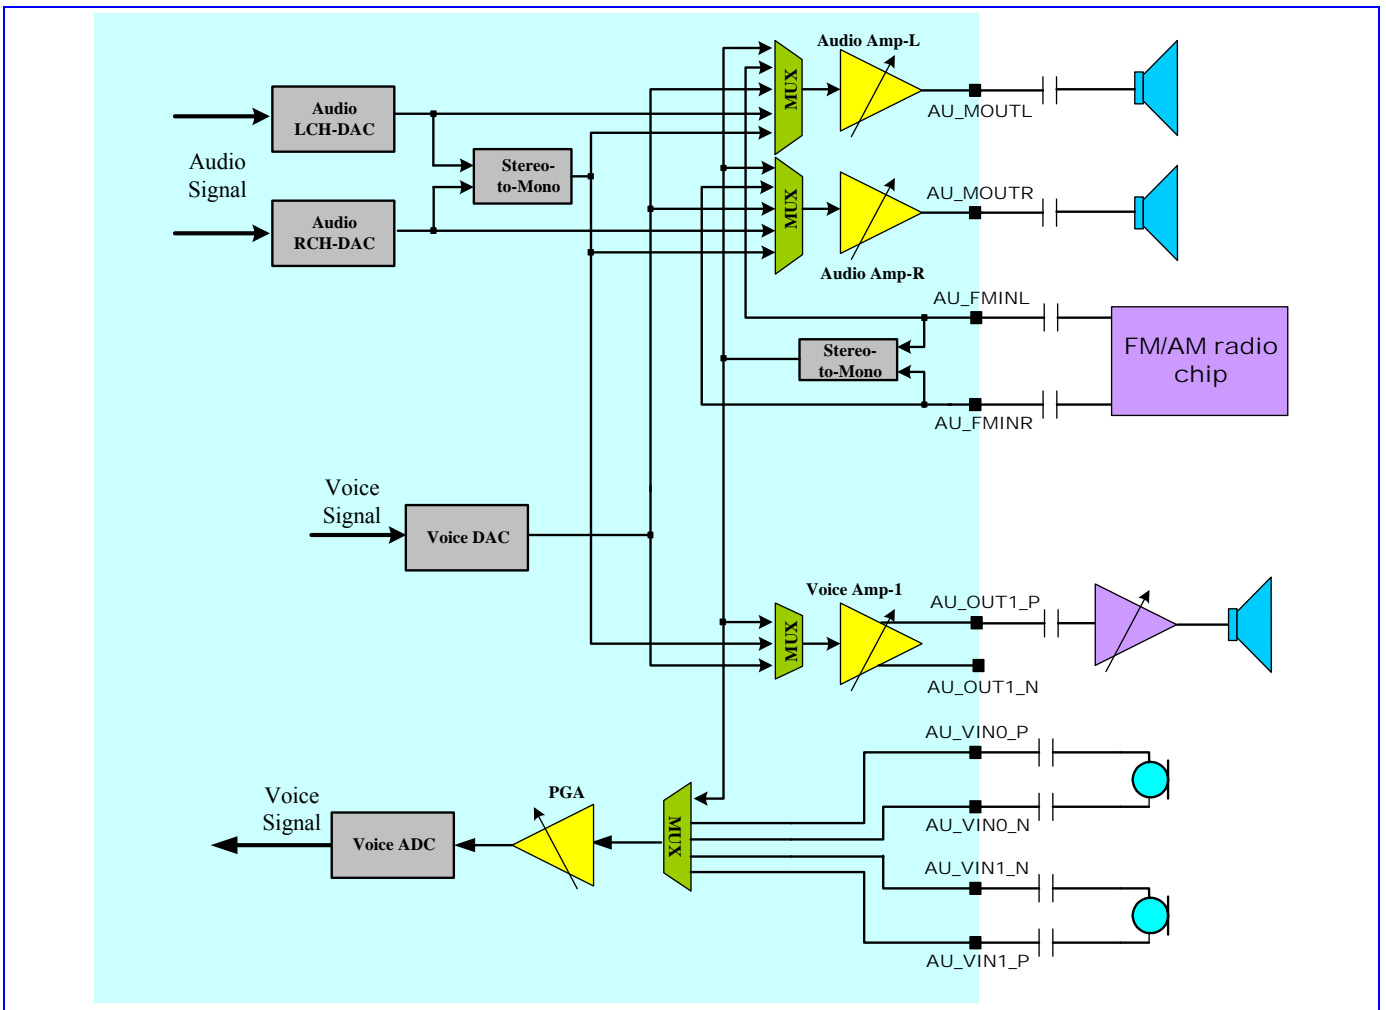 Audio Amp-L
MUX
AU_MOUTL
Audio
LCH-DAC
Audio
Signal
Stereo-
to-Mono
Audio
RCH-DAC
MUX
AU_MOUTR
Audio Amp-R
AU_FMINL
Stereo-
to-Mono
FM/AM radio
chip
AU_FMINR
Voice
Signal
Voice DAC
Voice Amp-1
MUX
AU_OUT1_P
AU_OUT1_N
AU_VIN0_P
Voice
Signal
Voice ADC
PGA
MUX
AU_VIN0_N
AU_VIN1_N
AU_VIN1_P